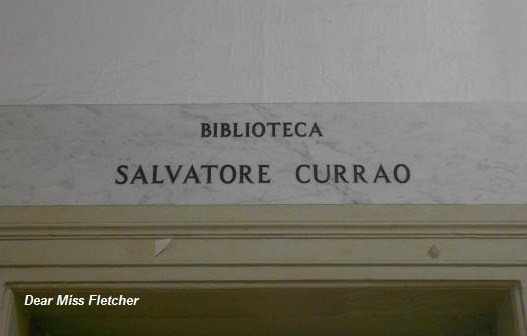 BIBLIOTECA
SALVATORE CURRAO
Dear Miss Fletcher